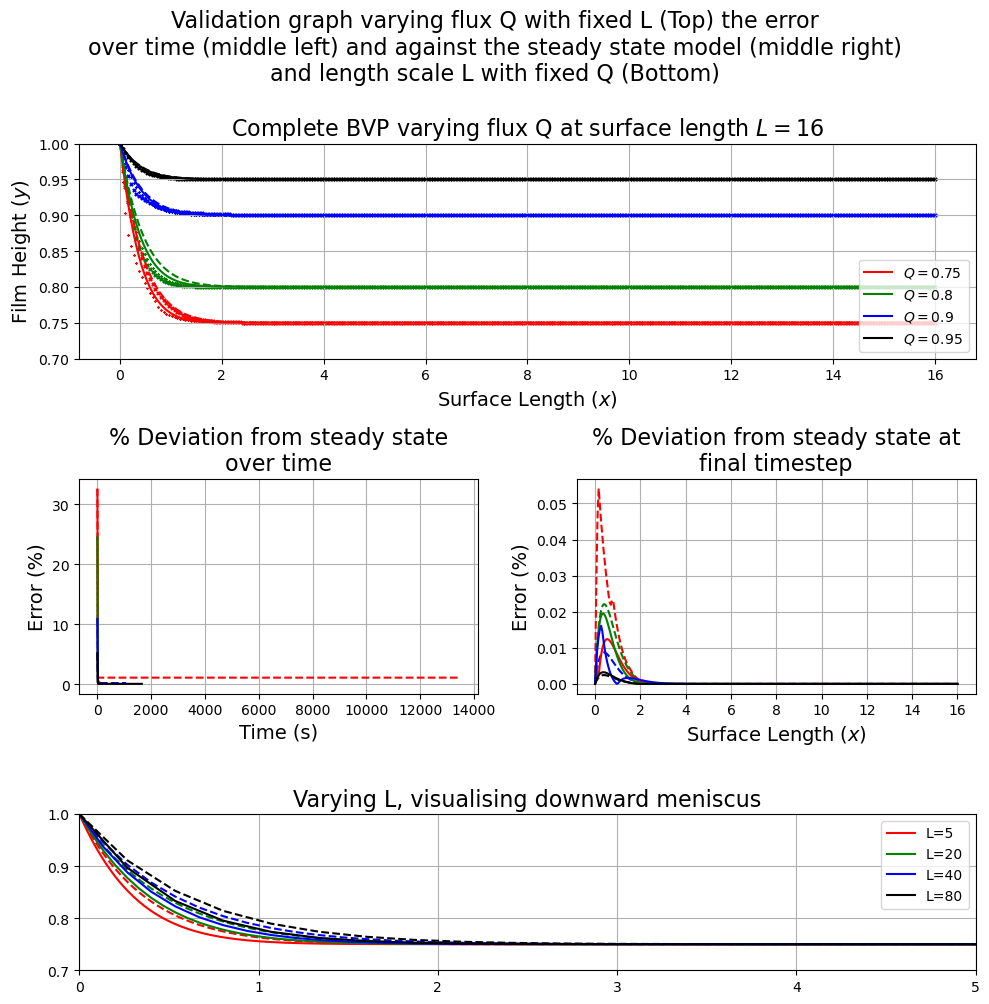 Validation graph varying flux Q with fixed L (Top) the error
over time (middle left) and against the steady state model (middle right)
and length scale L with fixed Q (Bottom)
Complete BVP varying flux Q at surface length L = 16
1.00
0.95
0.90
0.85
0.80
0.75
0.70
Film Height (y)
Q = 0.75
Q = 0.8
Q = 0.9
Q = 0.95
0 2 4 6 8 10 12 14 16
Surface Length (x)
% Deviation from steady state
over time
30
20
10
0
Error (%)
0 2000 4000 6000 8000 10000 12000 14000
Time (s)
% Deviation from steady state at
final timestep
0.05
0.04
0.03
0.02
0.01
0.00
Error (%)
0 2 4 6 8 10 12 14 16
Surface Length (x)
Varying L, visualising downward meniscus
1.0
0.9
0.8
0.7
L=5
L=20
L=40
L=80
0 1 2 3 4 5